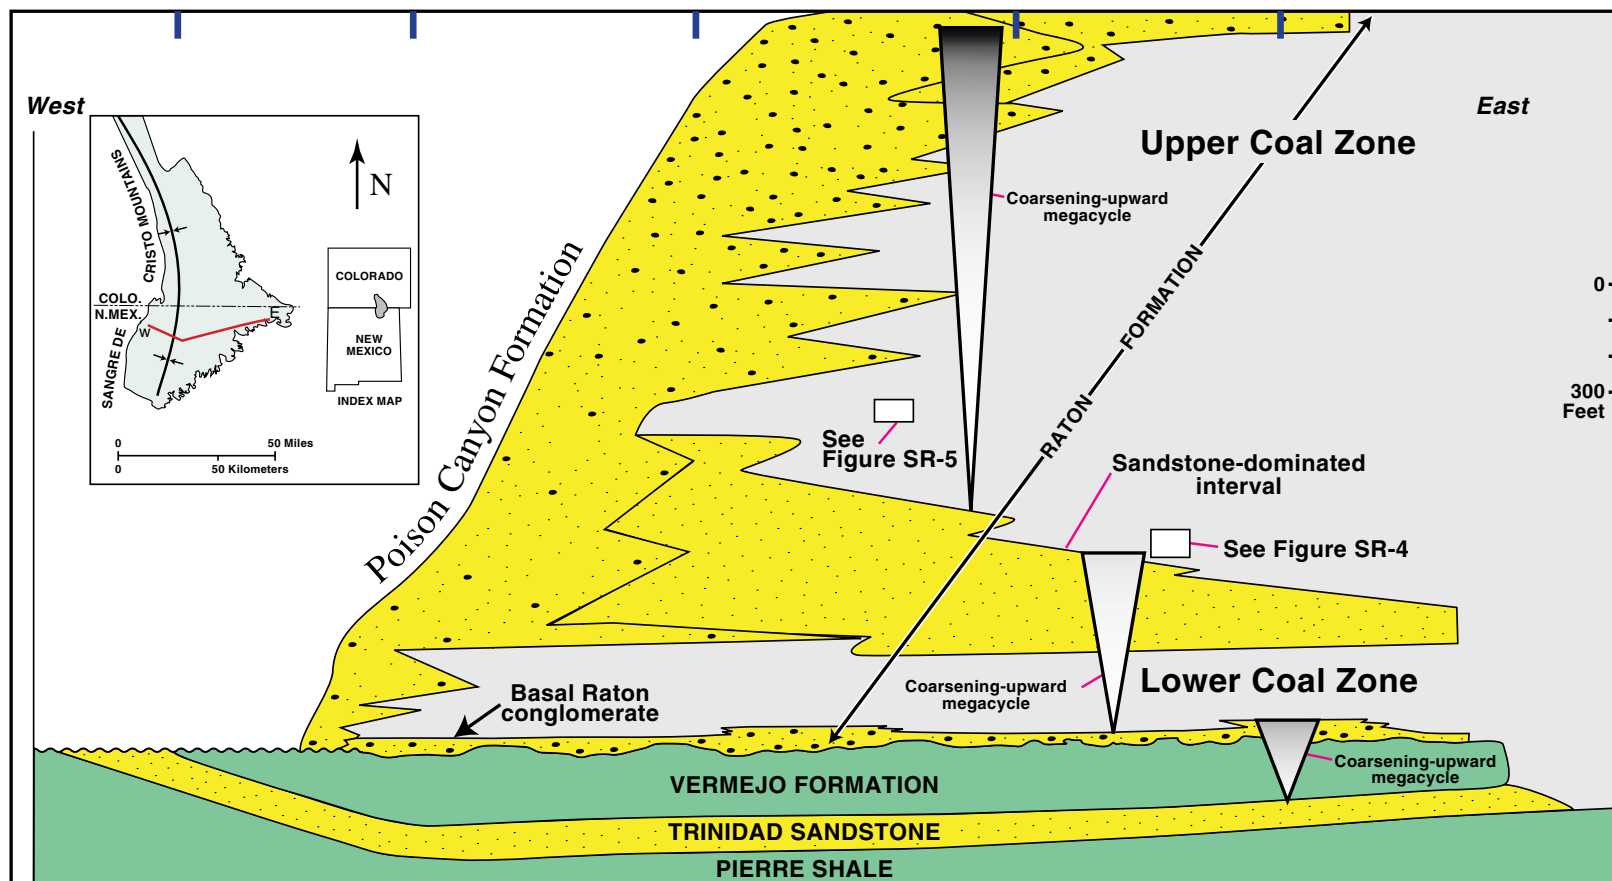 West
East
SANGRE DE
CRISTO MOUNTAINS
N
COLO.
N.MEX.
W
E
COLORADO
NEW
MEXICO
INDEX MAP
0
50 Miles
0
50 Kilometers
Poison Canyon Formation
Upper Coal Zone
Coarsening-upward
megacycle
RATON
FORMATION
0
300
Feet
See
Figure SR-5
Sandstone-dominated
interval
See Figure SR-4
Basal Raton
conglomerate
Coarsening-upward
megacycle
Lower Coal Zone
Coarsening-upward
megacycle
VERMEJO FORMATION
TRINIDAD SANDSTONE
PIERRE SHALE